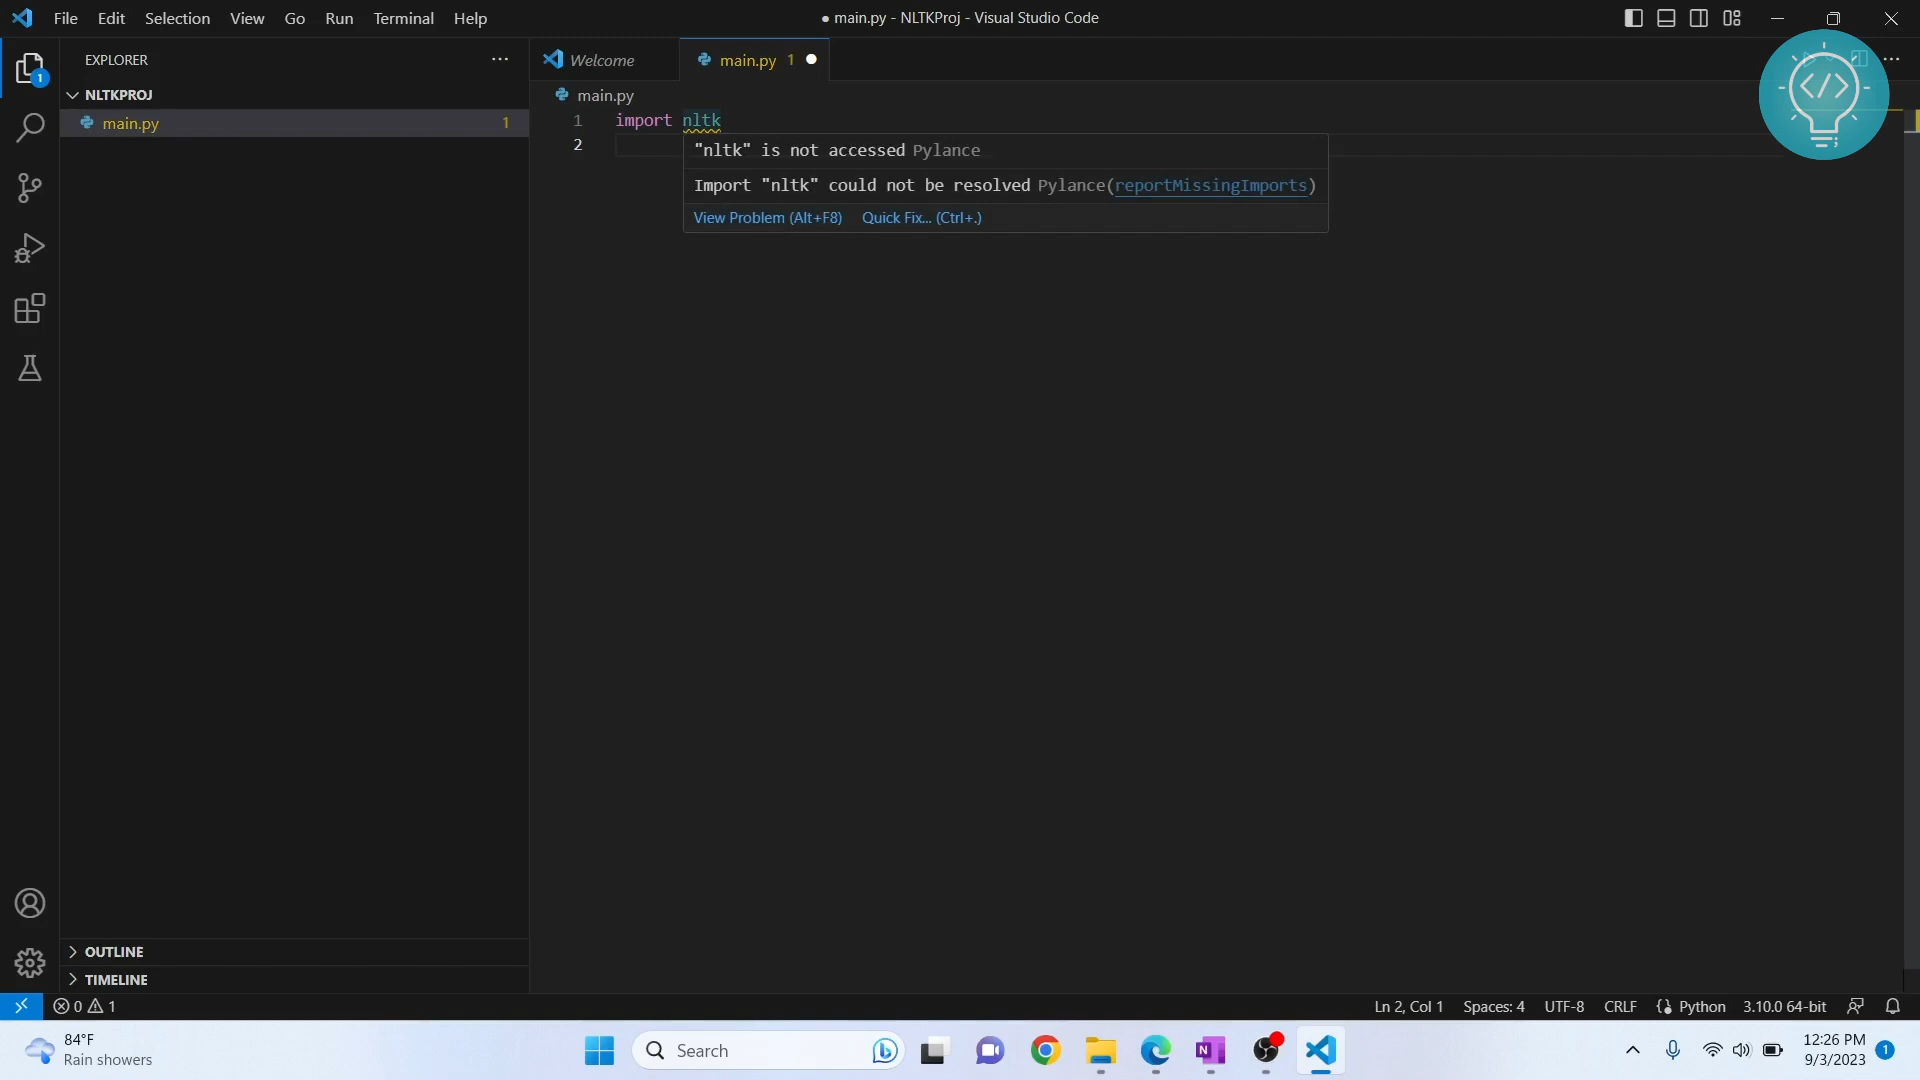 File Edit Selection View Go Run Terminal Help
● main.py - NLTKProj - Visual Studio Code
EXPLORER
1
NLTKPROJ
main.py 1
Welcome
main.py 1
main.py
1 import nltk
2
"nltk" is not accessed Pylance
Import "nltk" could not be resolved Pylance(reportMissingImports)
View Problem (Alt+F8) Quick Fix... (Ctrl+.)
</>
;
OUTLINE
TIMELINE
0 1
Ln 2, Col 1 Spaces: 4 UTF-8 CRLF Python 3.10.0 64-bit
84°F
Rain showers
Search
N
12:26 PM
9/3/2023
1